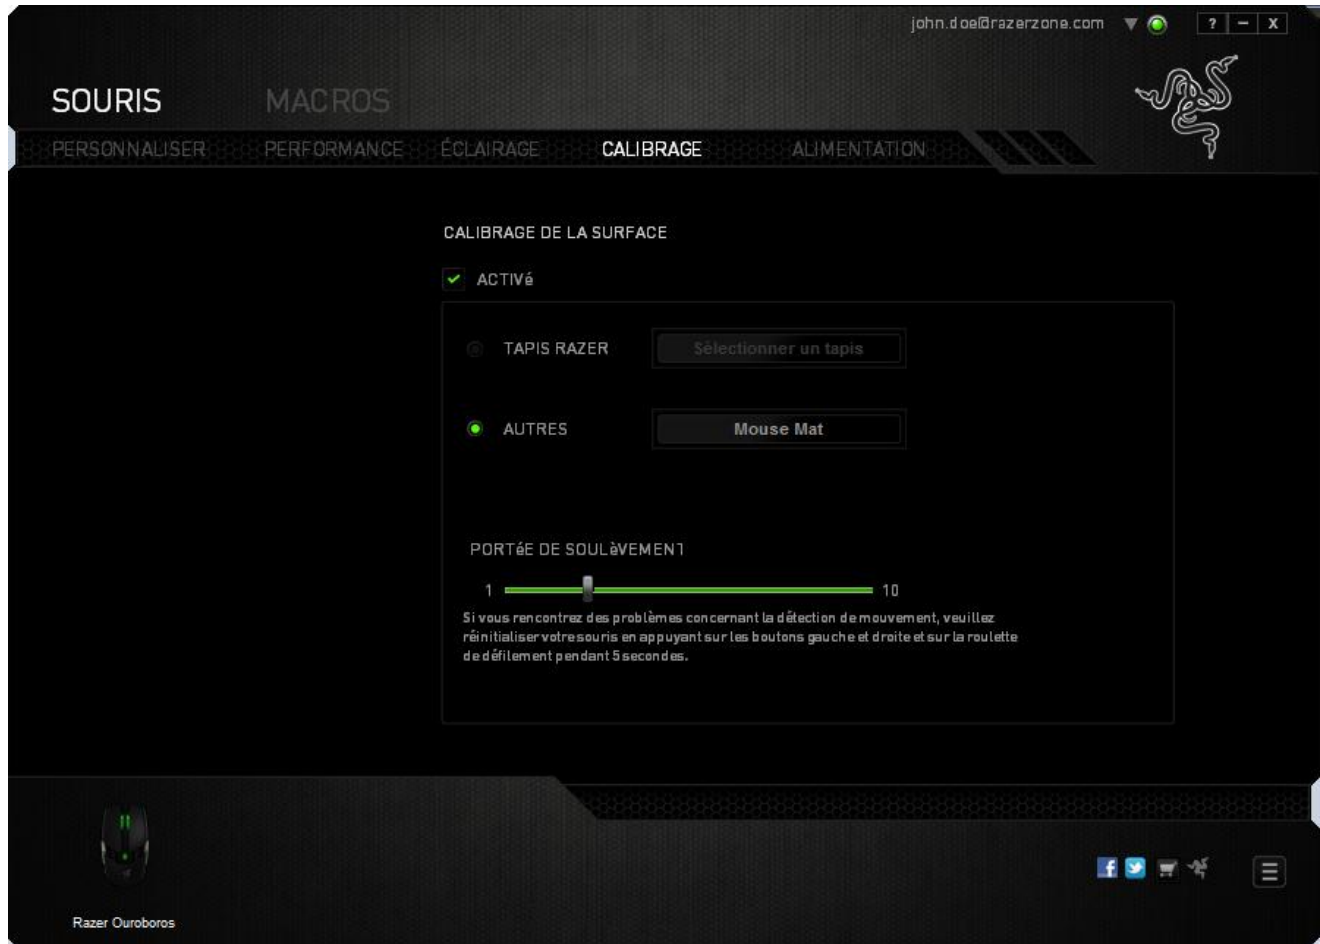 john.doe@razerzone.com
? – X
SOURIS MACROS
PERSONNALISER PERFORMANCE ÉCLAIRAGE CALIBRAGE ALIMENTATION
CALIBRAGE DE LA SURFACE
ACTIVé
TAPIS RAZER Sélectionner un tapis
AUTRES Mouse Mat
PORTéE DE SOULèVEMENT
1 10
Si vous rencontrez des problèmes concernant la détection de mouvement, veuillez
réinitialiser votre souris en appuyant sur les boutons gauche et droite et sur la roulette
de défilement pendant 5 secondes.
Razer Ouroboros